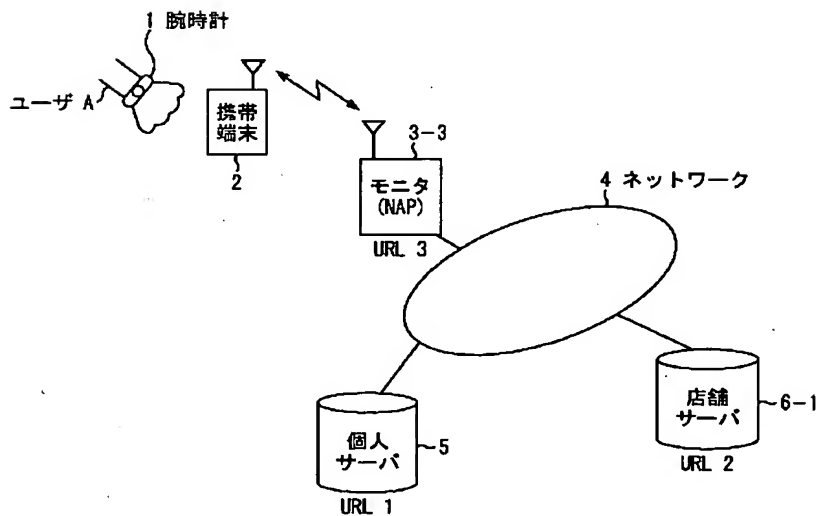 1 腕時計
ユーザ A
携帯
端末
2
3-3
モニタ
(NAP)
URL 3
4 ネットワーク
店舗
サーバ
6-1
URL 2
個人
サーバ
5
URL 1